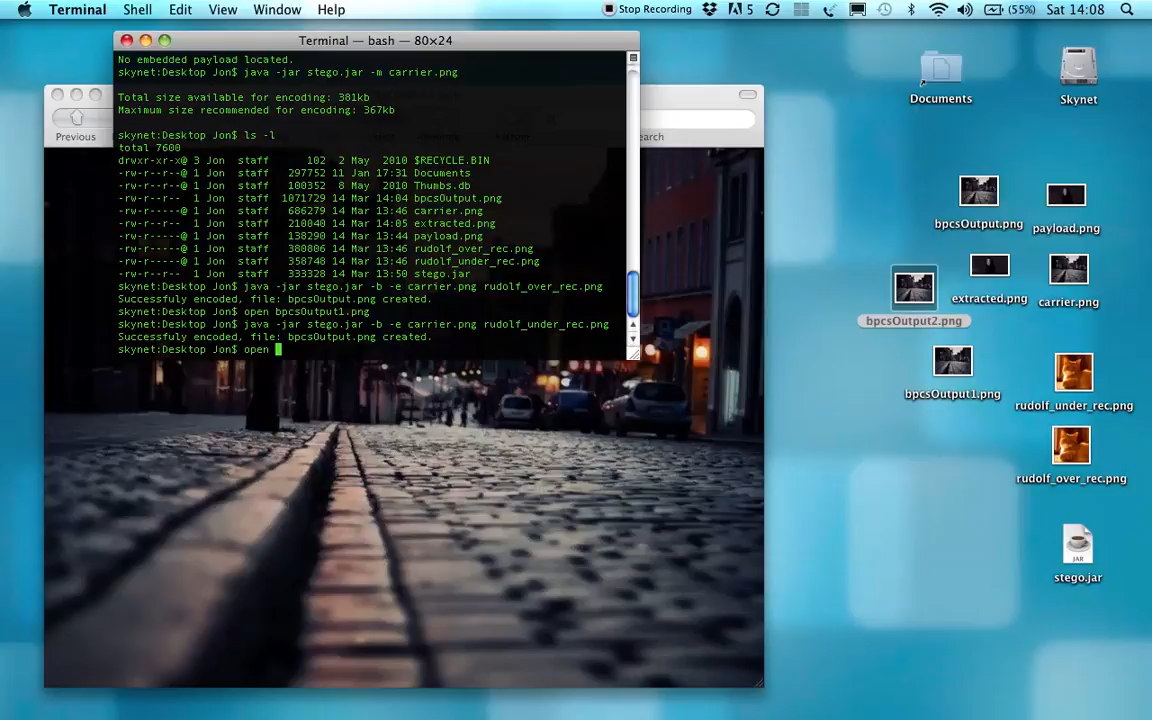 Terminal Shell Edit View Window Help
Stop Recording 5 (55%) Sat 14:08
Terminal — bash — 80×24
No embedded payload located.
skynet:Desktop Jon$ java -jar stego.jar -m carrier.png
Total size available for encoding: 381kb
Maximum size recommended for encoding: 367kb
skynet:Desktop Jon$ ls -l
total 7600
drwxr-xr-x@ 3 Jon staff 102 2 May 2010 $RECYCLE.BIN
-rw-r--r--@ 1 Jon staff 297752 11 Jan 17:31 Documents
-rw-r--r--@ 1 Jon staff 100352 8 May 2010 Thumbs.db
-rw-r--r-- 1 Jon staff 1071729 14 Mar 14:04 bpcsOutput.png
-rw-r-----@ 1 Jon staff 686279 14 Mar 13:46 carrier.png
-rw-r--r-- 1 Jon staff 210040 14 Mar 14:05 extracted.png
-rw-r-----@ 1 Jon staff 138290 14 Mar 13:44 payload.png
-rw-r-----@ 1 Jon staff 380806 14 Mar 13:46 rudolf_over_rec.png
-rw-r-----@ 1 Jon staff 358748 14 Mar 13:46 rudolf_under_rec.png
-rw-r--r-- 1 Jon staff 333328 14 Mar 13:50 stego.jar
skynet:Desktop Jon$ java -jar stego.jar -b -e carrier.png rudolf_over_rec.png
Successfuly encoded, file: bpcsOutput.png created.
skynet:Desktop Jon$ open bpcsOutput1.png
skynet:Desktop Jon$ java -jar stego.jar -b -e carrier.png rudolf_under_rec.png
Successfuly encoded, file: bpcsOutput.png created.
skynet:Desktop Jon$ open
Previous
earch
Documents
Skynet
bpcsOutput.png
payload.png
extracted.png
carrier.png
bpcsOutput2.png
bpcsOutput1.png
rudolf_under_rec.png
rudolf_over_rec.png
JAR
stego.jar